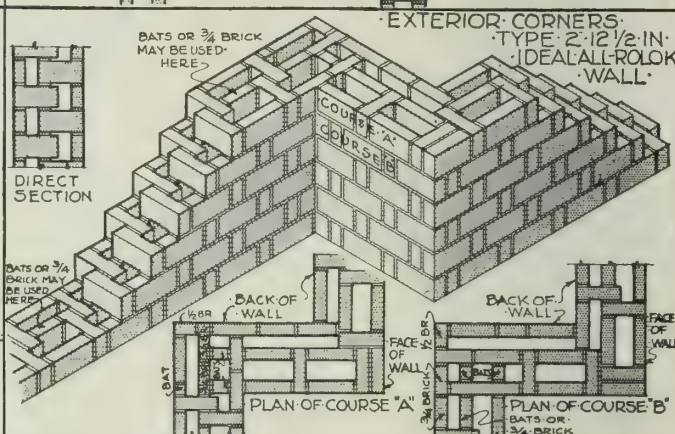 EXTERIOR CORNERS
TYPE 2·12 1/2 IN.
IDEAL ALL-ROLOK
WALL
BATS OR 3/4 BRICK
MAY BE USED
HERE
DIRECT
SECTION
COURSE "A"
COURSE "B"
BATS OR 3/4
BRICK MAY
BE USED
HERE
1/2 BR
BACK OF
WALL
FACE
OF
WALL
BAT
BATS
PLAN OF COURSE "A"
BACK OF
WALL
FACE
OF
WALL
1/2 BR.
3/4 BRICK
BATS
PLAN OF COURSE "B"
BATS OR
3/4 BRICK